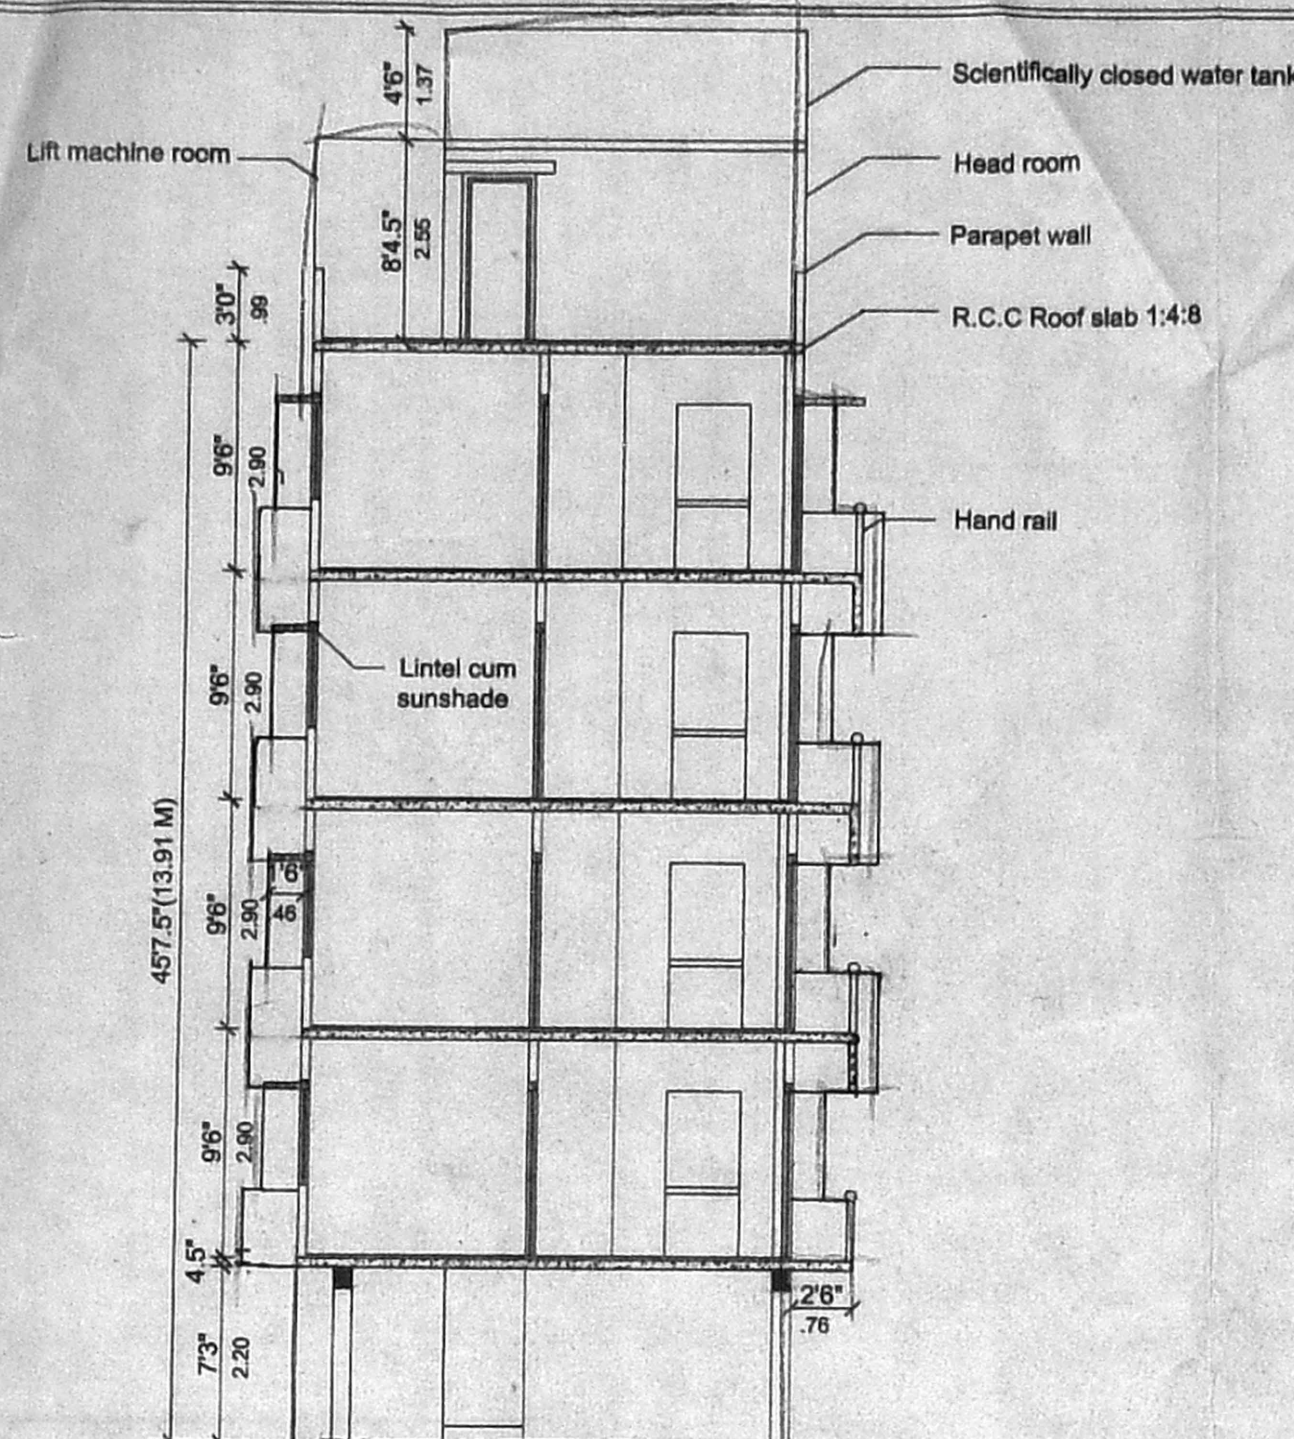 4'6"
1.37
Scientifically closed water tank
Lift machine room
Head room
8'4.5"
2.55
Parapet wall
3'0"
.99
R.C.C Roof slab 1:4:8
9'6"
2.90
Hand rail
Lintel cum
sunshade
9'6"
2.90
45'7.5"(13.91 M)
1'6"
46
9'6"
2.90
9'6"
2.90
4.5"
2'6"
.76
7'3"
2.20